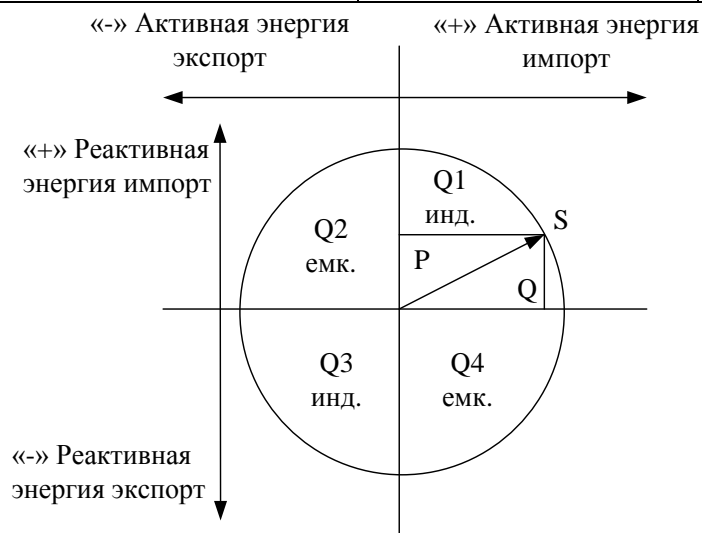 «-» Активная энергия
экспорт
«+» Активная энергия
импорт
«+» Реактивная
энергия импорт
Q1
инд.
S
Q2
емк.
P
Q
Q3
инд.
Q4
емк.
«-» Реактивная
энергия экспорт